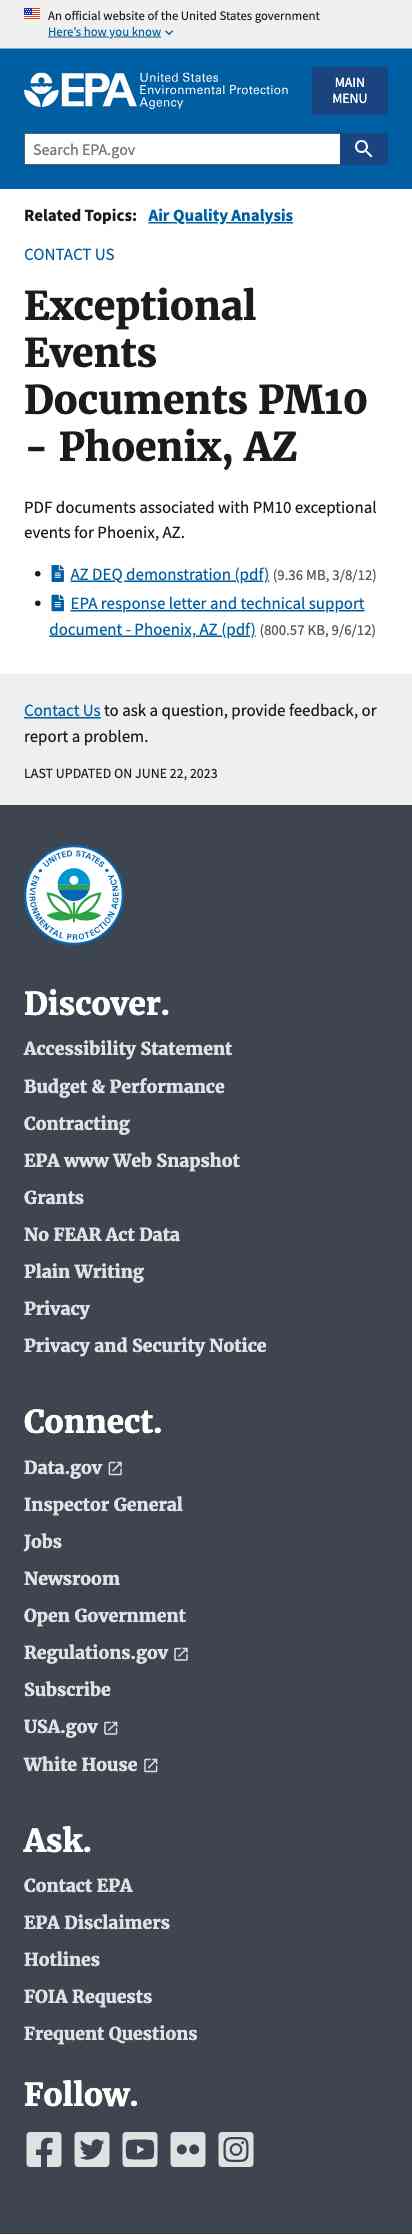 An official website of the United States government
Here's how you know
EPA United States
Environmental Protection
Agency
MAIN
MENU
Search EPA.gov
Related Topics: Air Quality Analysis
CONTACT US
Exceptional
Events
Documents PM10
- Phoenix, AZ
PDF documents associated with PM10 exceptional
events for Phoenix, AZ.
• AZ DEQ demonstration (pdf) (9.36 MB, 3/8/12)
• EPA response letter and technical support
document - Phoenix, AZ (pdf) (800.57 KB, 9/6/12)
Contact Us to ask a question, provide feedback, or
report a problem.
LAST UPDATED ON JUNE 22, 2023
UNITED STATES
ENVIRONMENTAL PROTECTION AGENCY
Discover.
Accessibility Statement
Budget & Performance
Contracting
EPA www Web Snapshot
Grants
No FEAR Act Data
Plain Writing
Privacy
Privacy and Security Notice
Connect.
Data.gov
Inspector General
Jobs
Newsroom
Open Government
Regulations.gov
Subscribe
USA.gov
White House
Ask.
Contact EPA
EPA Disclaimers
Hotlines
FOIA Requests
Frequent Questions
Follow.